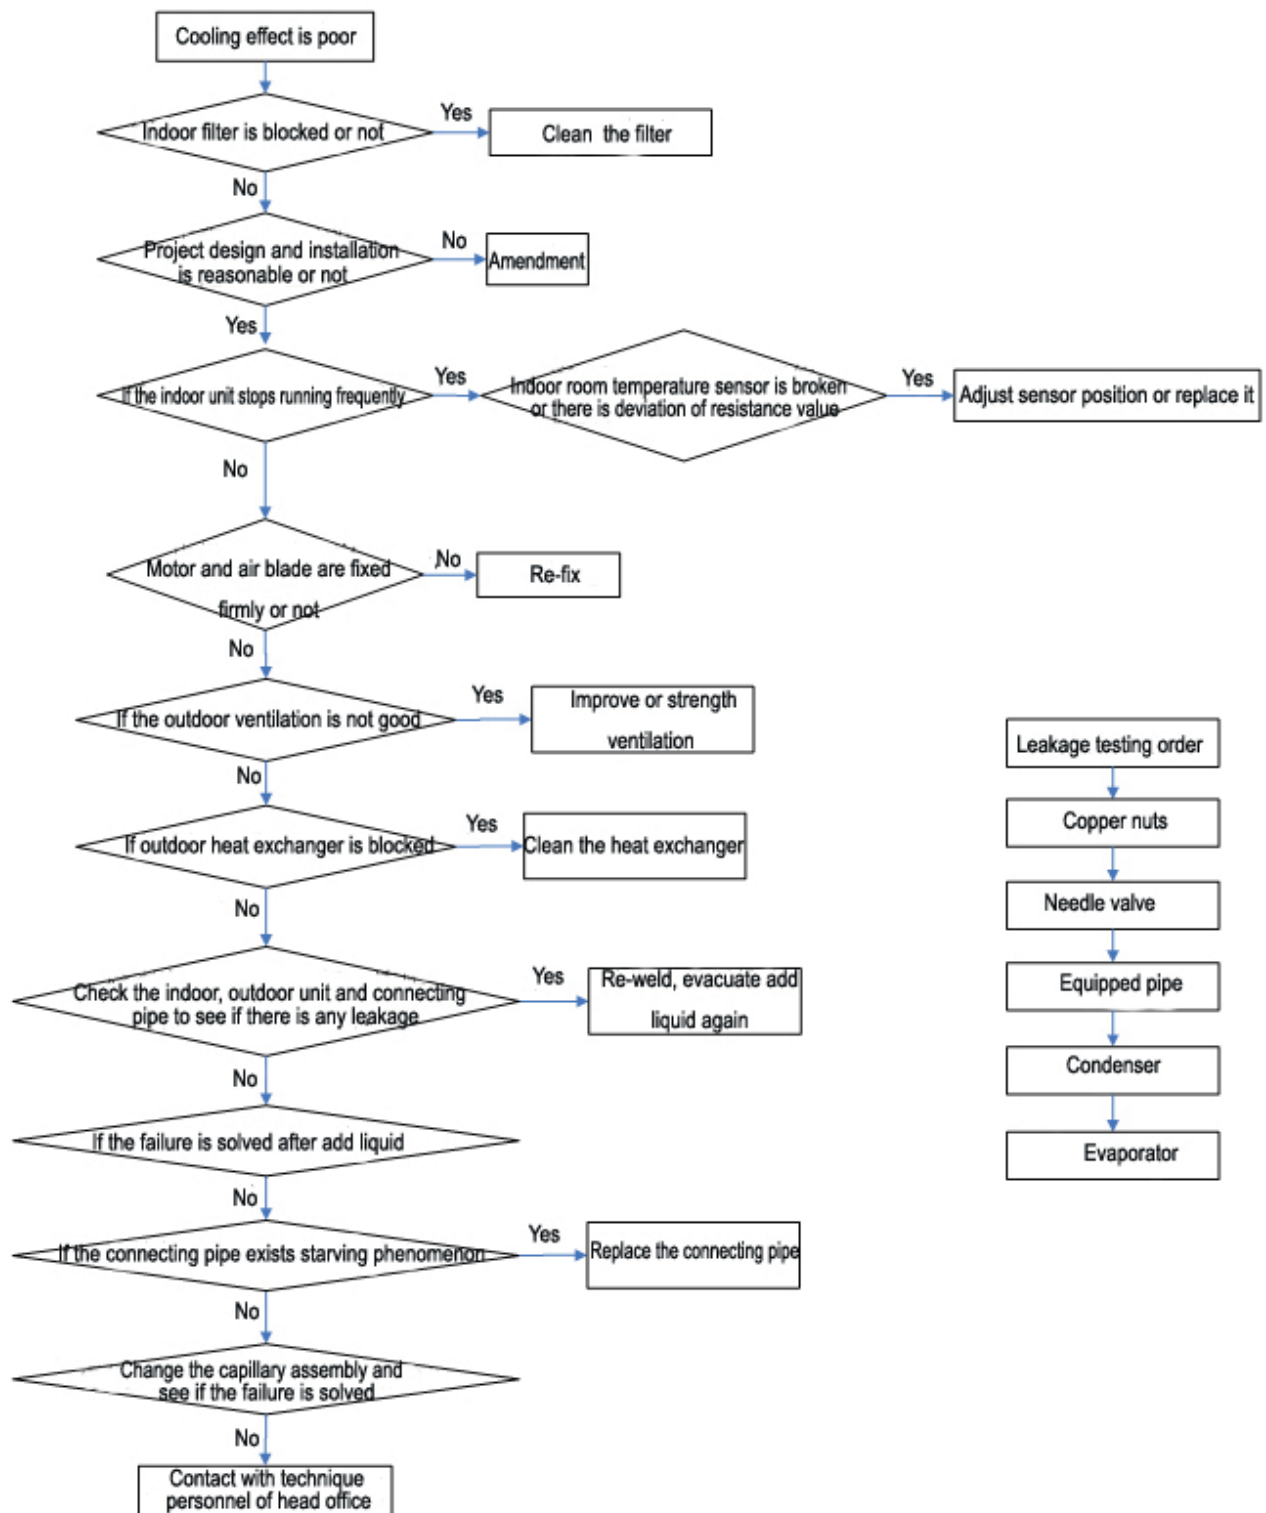 Cooling effect is poor
Indoor filter is blocked or not
Yes
Clean the filter
No
Project design and installation
is reasonable or not
No
Amendment
Yes
If the indoor unit stops running frequently
Yes
Indoor room temperature sensor is broken
or there is deviation of resistance value
Yes
Adjust sensor position or replace it
No
Motor and air blade are fixed
firmly or not
No
Re-fix
No
If the outdoor ventilation is not good
Yes
Improve or strength
ventilation
No
If outdoor heat exchanger is blocked
Yes
Clean the heat exchanger
No
Check the indoor, outdoor unit and connecting
pipe to see if there is any leakage
Yes
Re-weld, evacuate add
liquid again
No
If the failure is solved after add liquid
No
If the connecting pipe exists starving phenomenon
Yes
Replace the connecting pipe
No
Change the capillary assembly and
see if the failure is solved
No
Contact with technique
personnel of head office
Leakage testing order
Copper nuts
Needle valve
Equipped pipe
Condenser
Evaporator